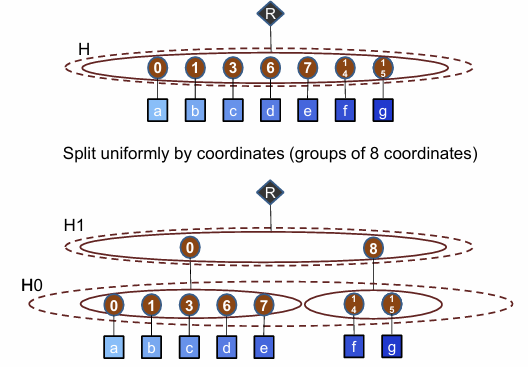 R
H
0 1 3 6 7 14 15
a b c d e f g
Split uniformly by coordinates (groups of 8 coordinates)
R
H1
0 8
H0
0 1 3 6 7 14 15
a b c d e f g